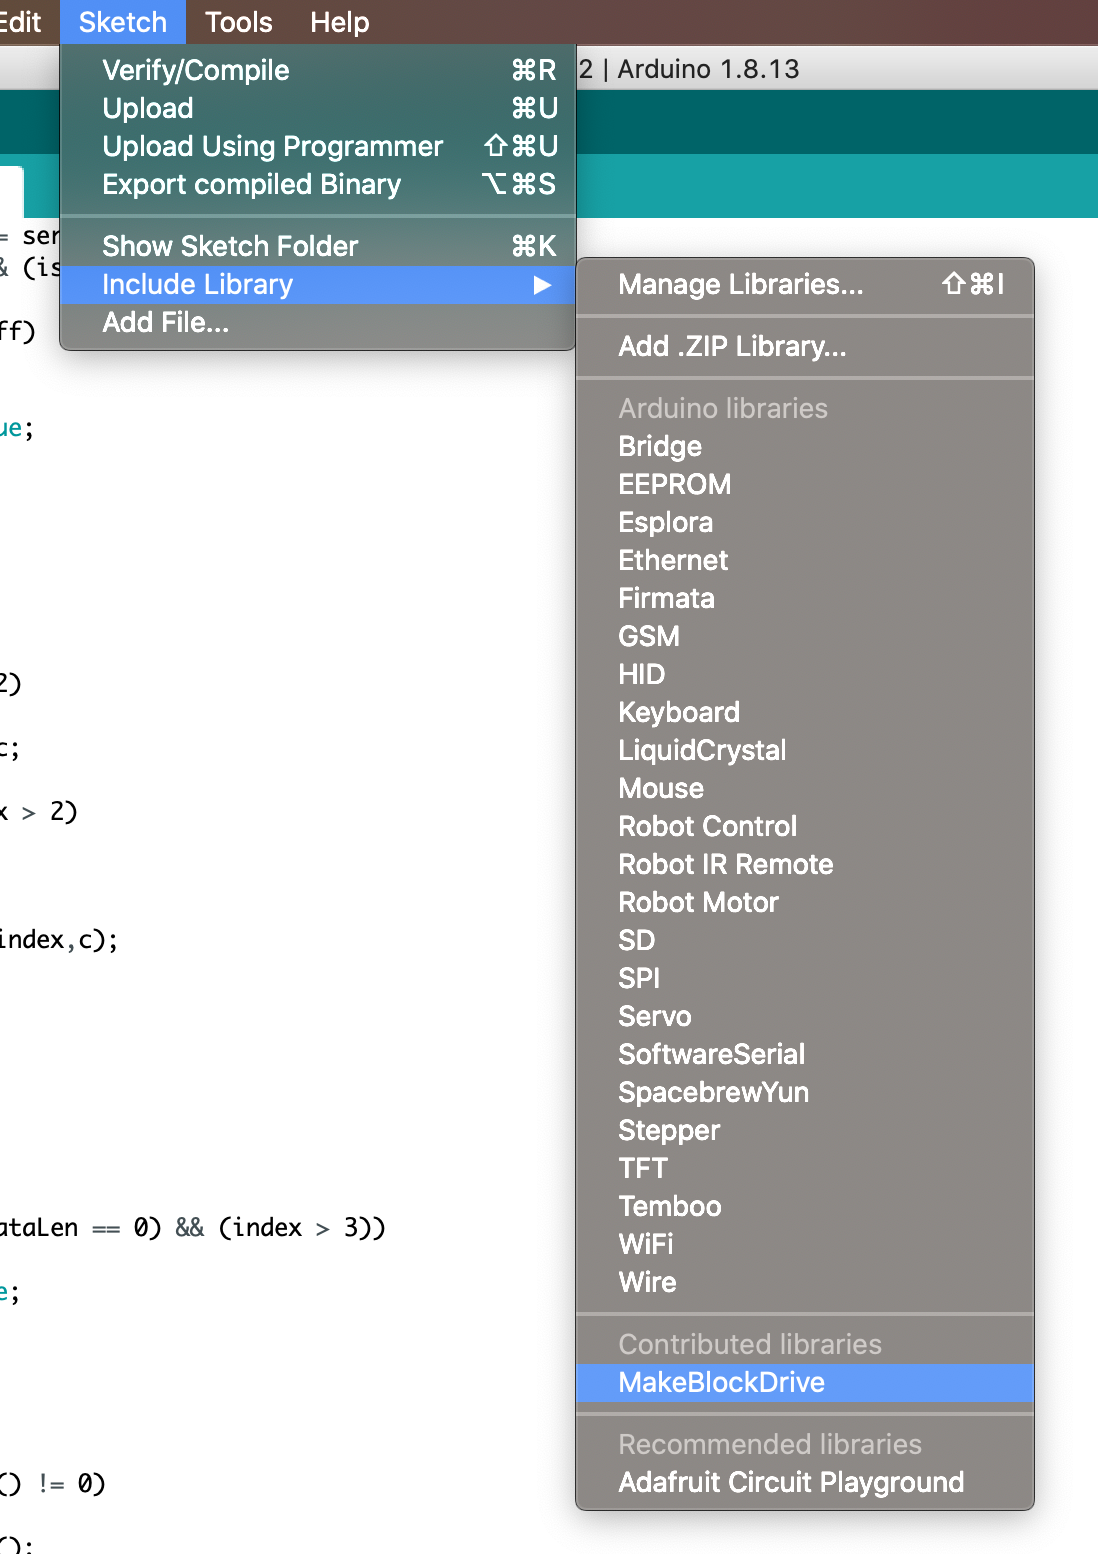 Edit Sketch Tools Help
2 | Arduino 1.8.13
Verify/Compile ⌘R
Upload ⌘U
Upload Using Programmer ⇧⌘U
Export compiled Binary ⌥⌘S
Show Sketch Folder ⌘K
Include Library ▶
Add File...
Manage Libraries... ⇧⌘I
Add .ZIP Library...
Arduino libraries
Bridge
EEPROM
Esplora
Ethernet
Firmata
GSM
HID
Keyboard
LiquidCrystal
Mouse
Robot Control
Robot IR Remote
Robot Motor
SD
SPI
Servo
SoftwareSerial
SpacebrewYun
Stepper
TFT
Temboo
WiFi
Wire
Contributed libraries
MakeBlockDrive
Recommended libraries
Adafruit Circuit Playground
= ser
& (is
ff)
ue;
2)
c;
x > 2)
index,c);
ataLen == 0) && (index > 3))
e;
() != 0)
();